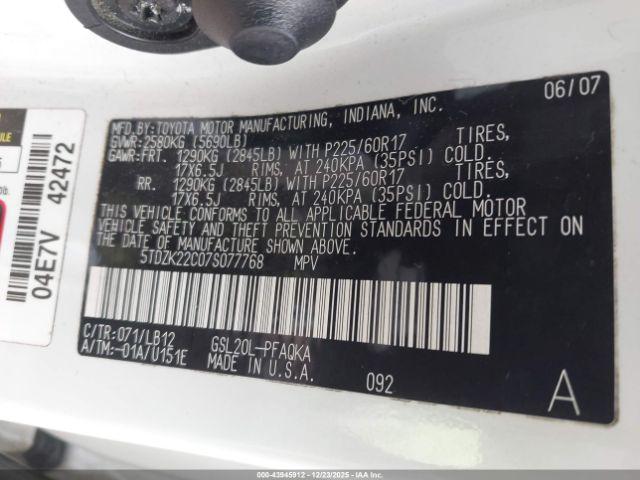 06/07
MFD.BY:TOYOTA MOTOR MANUFACTURING, INDIANA, INC.
GVWR:2580KG (5690LB)
GAWR:FRT. 1290KG (2845LB) WITH P225/60R17 TIRES,
17X6.5J RIMS, AT 240KPA (35PSI) COLD.
RR. 1290KG (2845LB) WITH P225/60R17 TIRES,
17X6.5J RIMS, AT 240KPA (35PSI) COLD.
THIS VEHICLE CONFORMS TO ALL APPLICABLE FEDERAL MOTOR
VEHICLE SAFETY AND THEFT PREVENTION STANDARDS IN EFFECT ON
THE DATE OF MANUFACTURE SHOWN ABOVE.
5TDZK22C07S077768 MPV
C/TR:071/LB12 GSL20L-PFAQKA
A/TM:-01A/U151E MADE IN U.S.A.
092
A
04E7V 42472
000-43945912 | 12/23/2025 | IAAI.COM